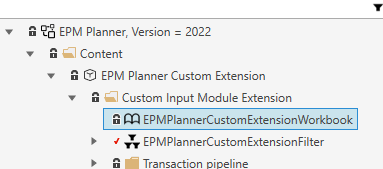 EPM Planner, Version = 2022
Content
EPM Planner Custom Extension
Custom Input Module Extension
EPMPlannerCustomExtensionWorkbook
EPMPlannerCustomExtensionFilter
Transaction pipeline